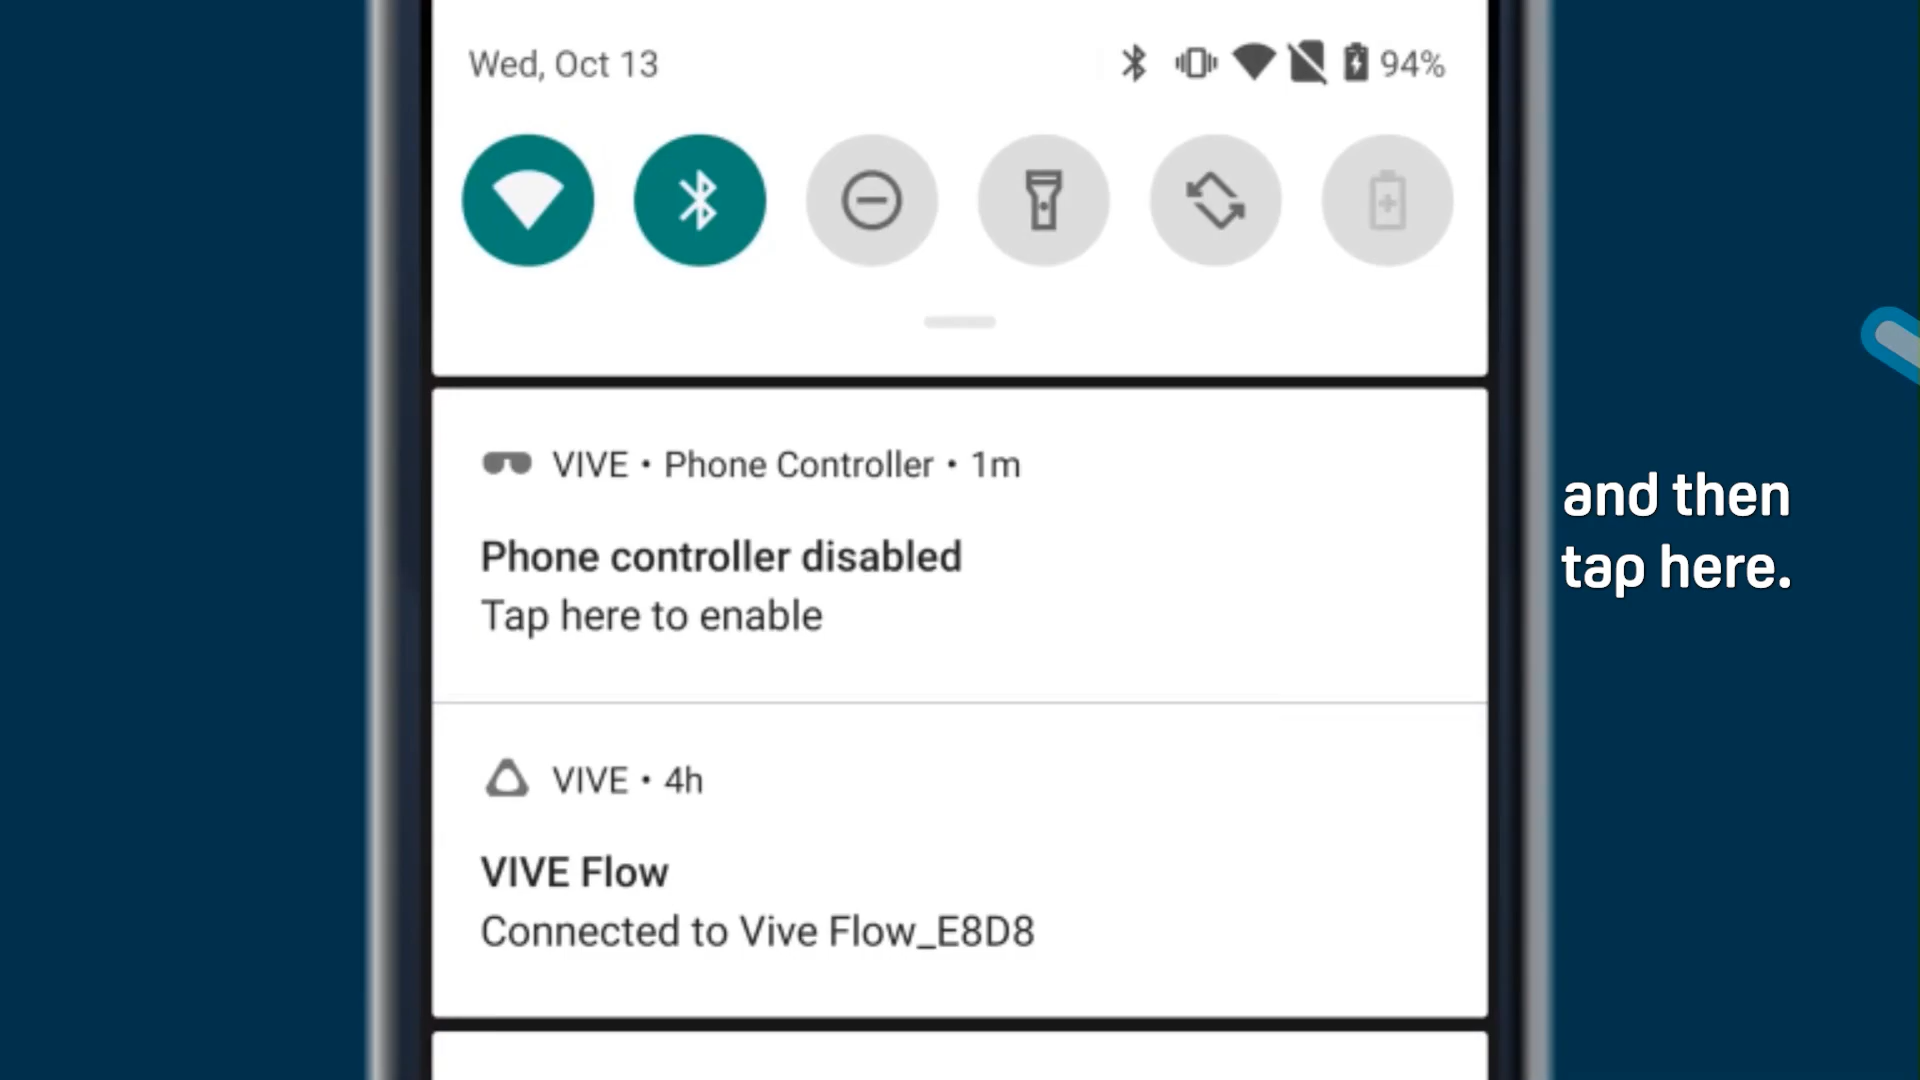 Wed, Oct 13
94%
VIVE • Phone Controller • 1m
Phone controller disabled
Tap here to enable
and then
tap here.
VIVE • 4h
VIVE Flow
Connected to Vive Flow_E8D8